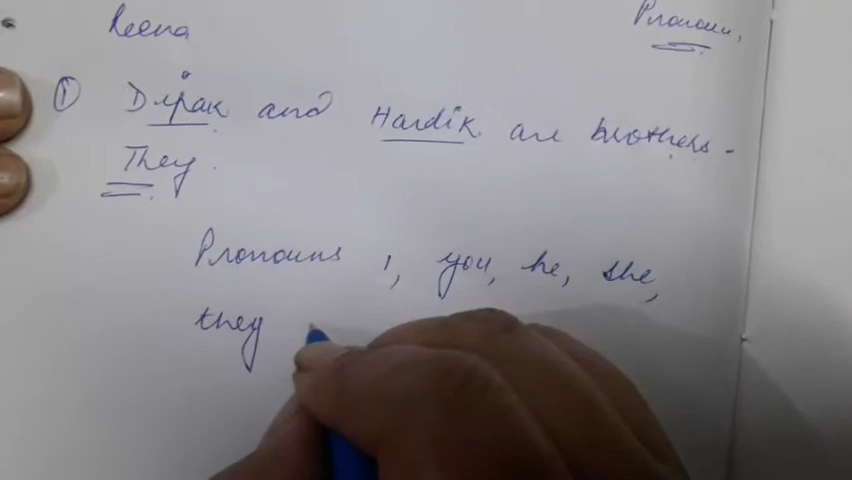 Reena
Pronoun,
① Dipak and Hardik are brothers.
They.
Pronouns I, you, he, she,
they